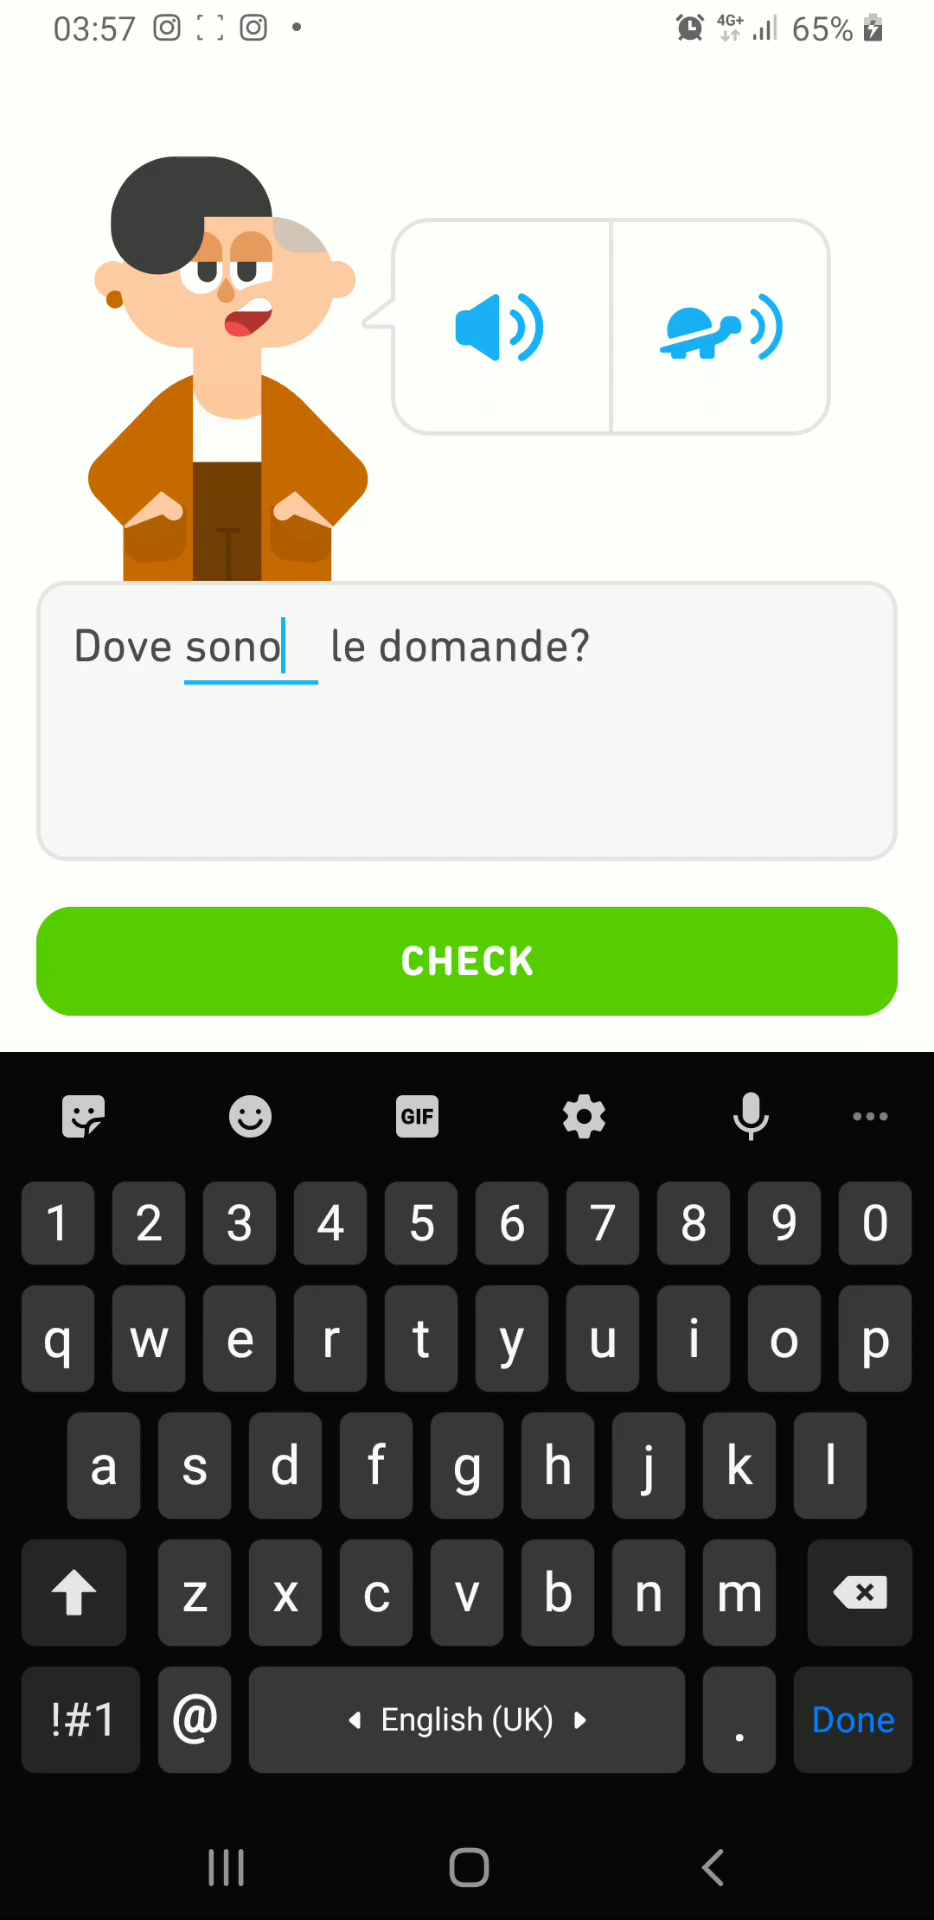 03:57 4G+ 65%
Dove sono le domande?
CHECK
GIF
1 2 3 4 5 6 7 8 9 0
q w e r t y u i o p
a s d f g h j k l
z x c v b n m
!#1 @ English (UK) . Done